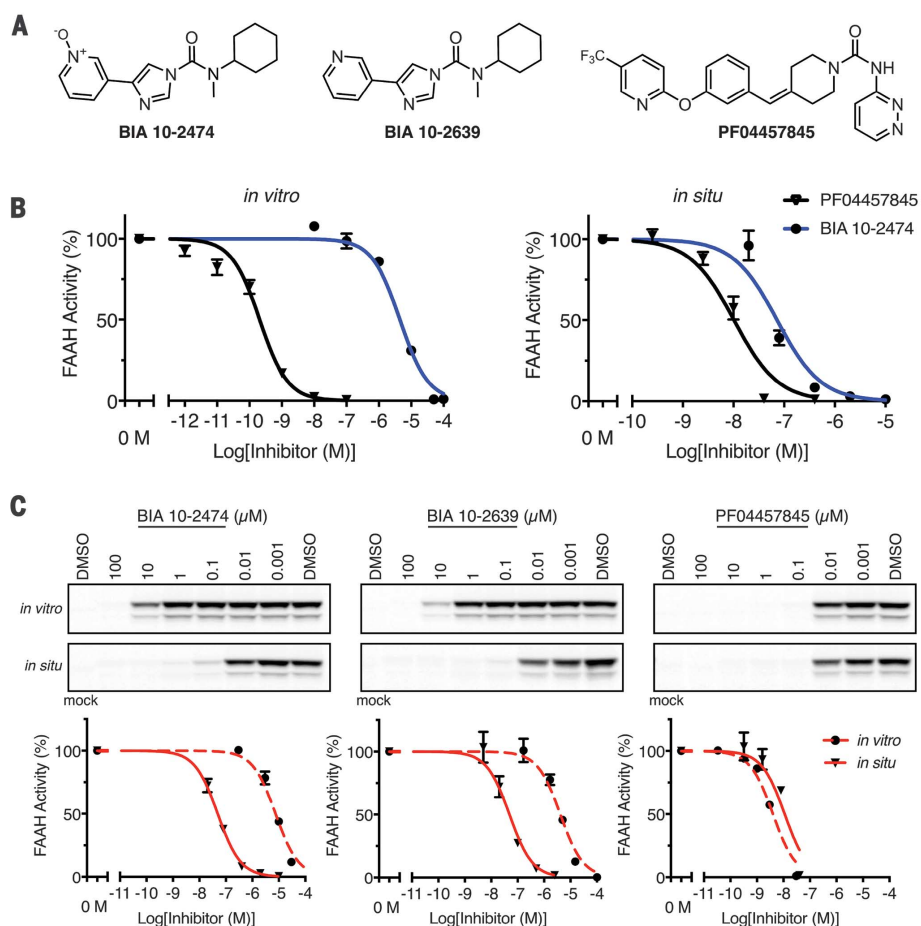 A
-O
N+
N
N
O
N
BIA 10-2474
N
N
N
O
N
BIA 10-2639
F3C
N
O
N
O
NH
N
N
PF04457845
B
in vitro
in situ
PF04457845
BIA 10-2474
FAAH Activity (%)
100
50
0
0 M
-12 -11 -10 -9 -8 -7 -6 -5 -4
Log[Inhibitor (M)]
FAAH Activity (%)
100
50
0
0 M
-10 -9 -8 -7 -6 -5
Log[Inhibitor (M)]
C
BIA 10-2474 (µM)
DMSO 100 10 1 0.1 0.01 0.001 DMSO
BIA 10-2639 (µM)
DMSO 100 10 1 0.1 0.01 0.001 DMSO
PF04457845 (µM)
DMSO 100 10 1 0.1 0.01 0.001 DMSO
in vitro
in situ
mock
mock
mock
FAAH Activity (%)
100
50
0
0 M
-11 -10 -9 -8 -7 -6 -5 -4
Log[Inhibitor (M)]
FAAH Activity (%)
100
50
0
0 M
-11 -10 -9 -8 -7 -6 -5 -4
Log[Inhibitor (M)]
FAAH Activity (%)
100
50
0
0 M
-11 -10 -9 -8 -7 -6 -5 -4
Log[Inhibitor (M)]
in vitro
in situ